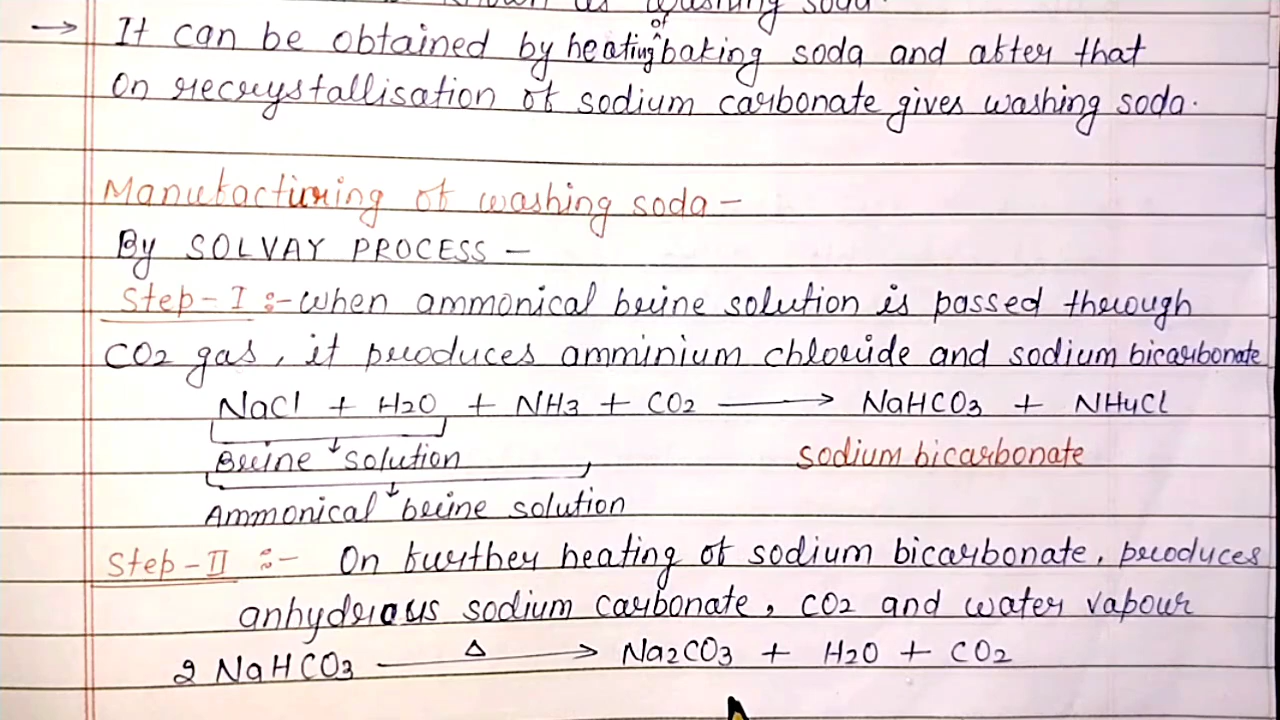 known as washing soda.
→ It can be obtained by heating of baking soda and after that
on recrystallisation of sodium carbonate gives washing soda.
Manufacturing of washing soda –
By SOLVAY PROCESS –
Step - I :- when ammonical brine solution is passed through
CO2 gas, it produces amminium chloride and sodium bicarbonate
NaCl + H2O + NH3 + CO2 ⟶ NaHCO3 + NH4Cl
Brine solution sodium bicarbonate
Ammonical brine solution
Step - II :- On further heating of sodium bicarbonate, produces
anhydrous sodium carbonate, CO2 and water vapour
2 NaHCO3 —Δ→ Na2CO3 + H2O + CO2